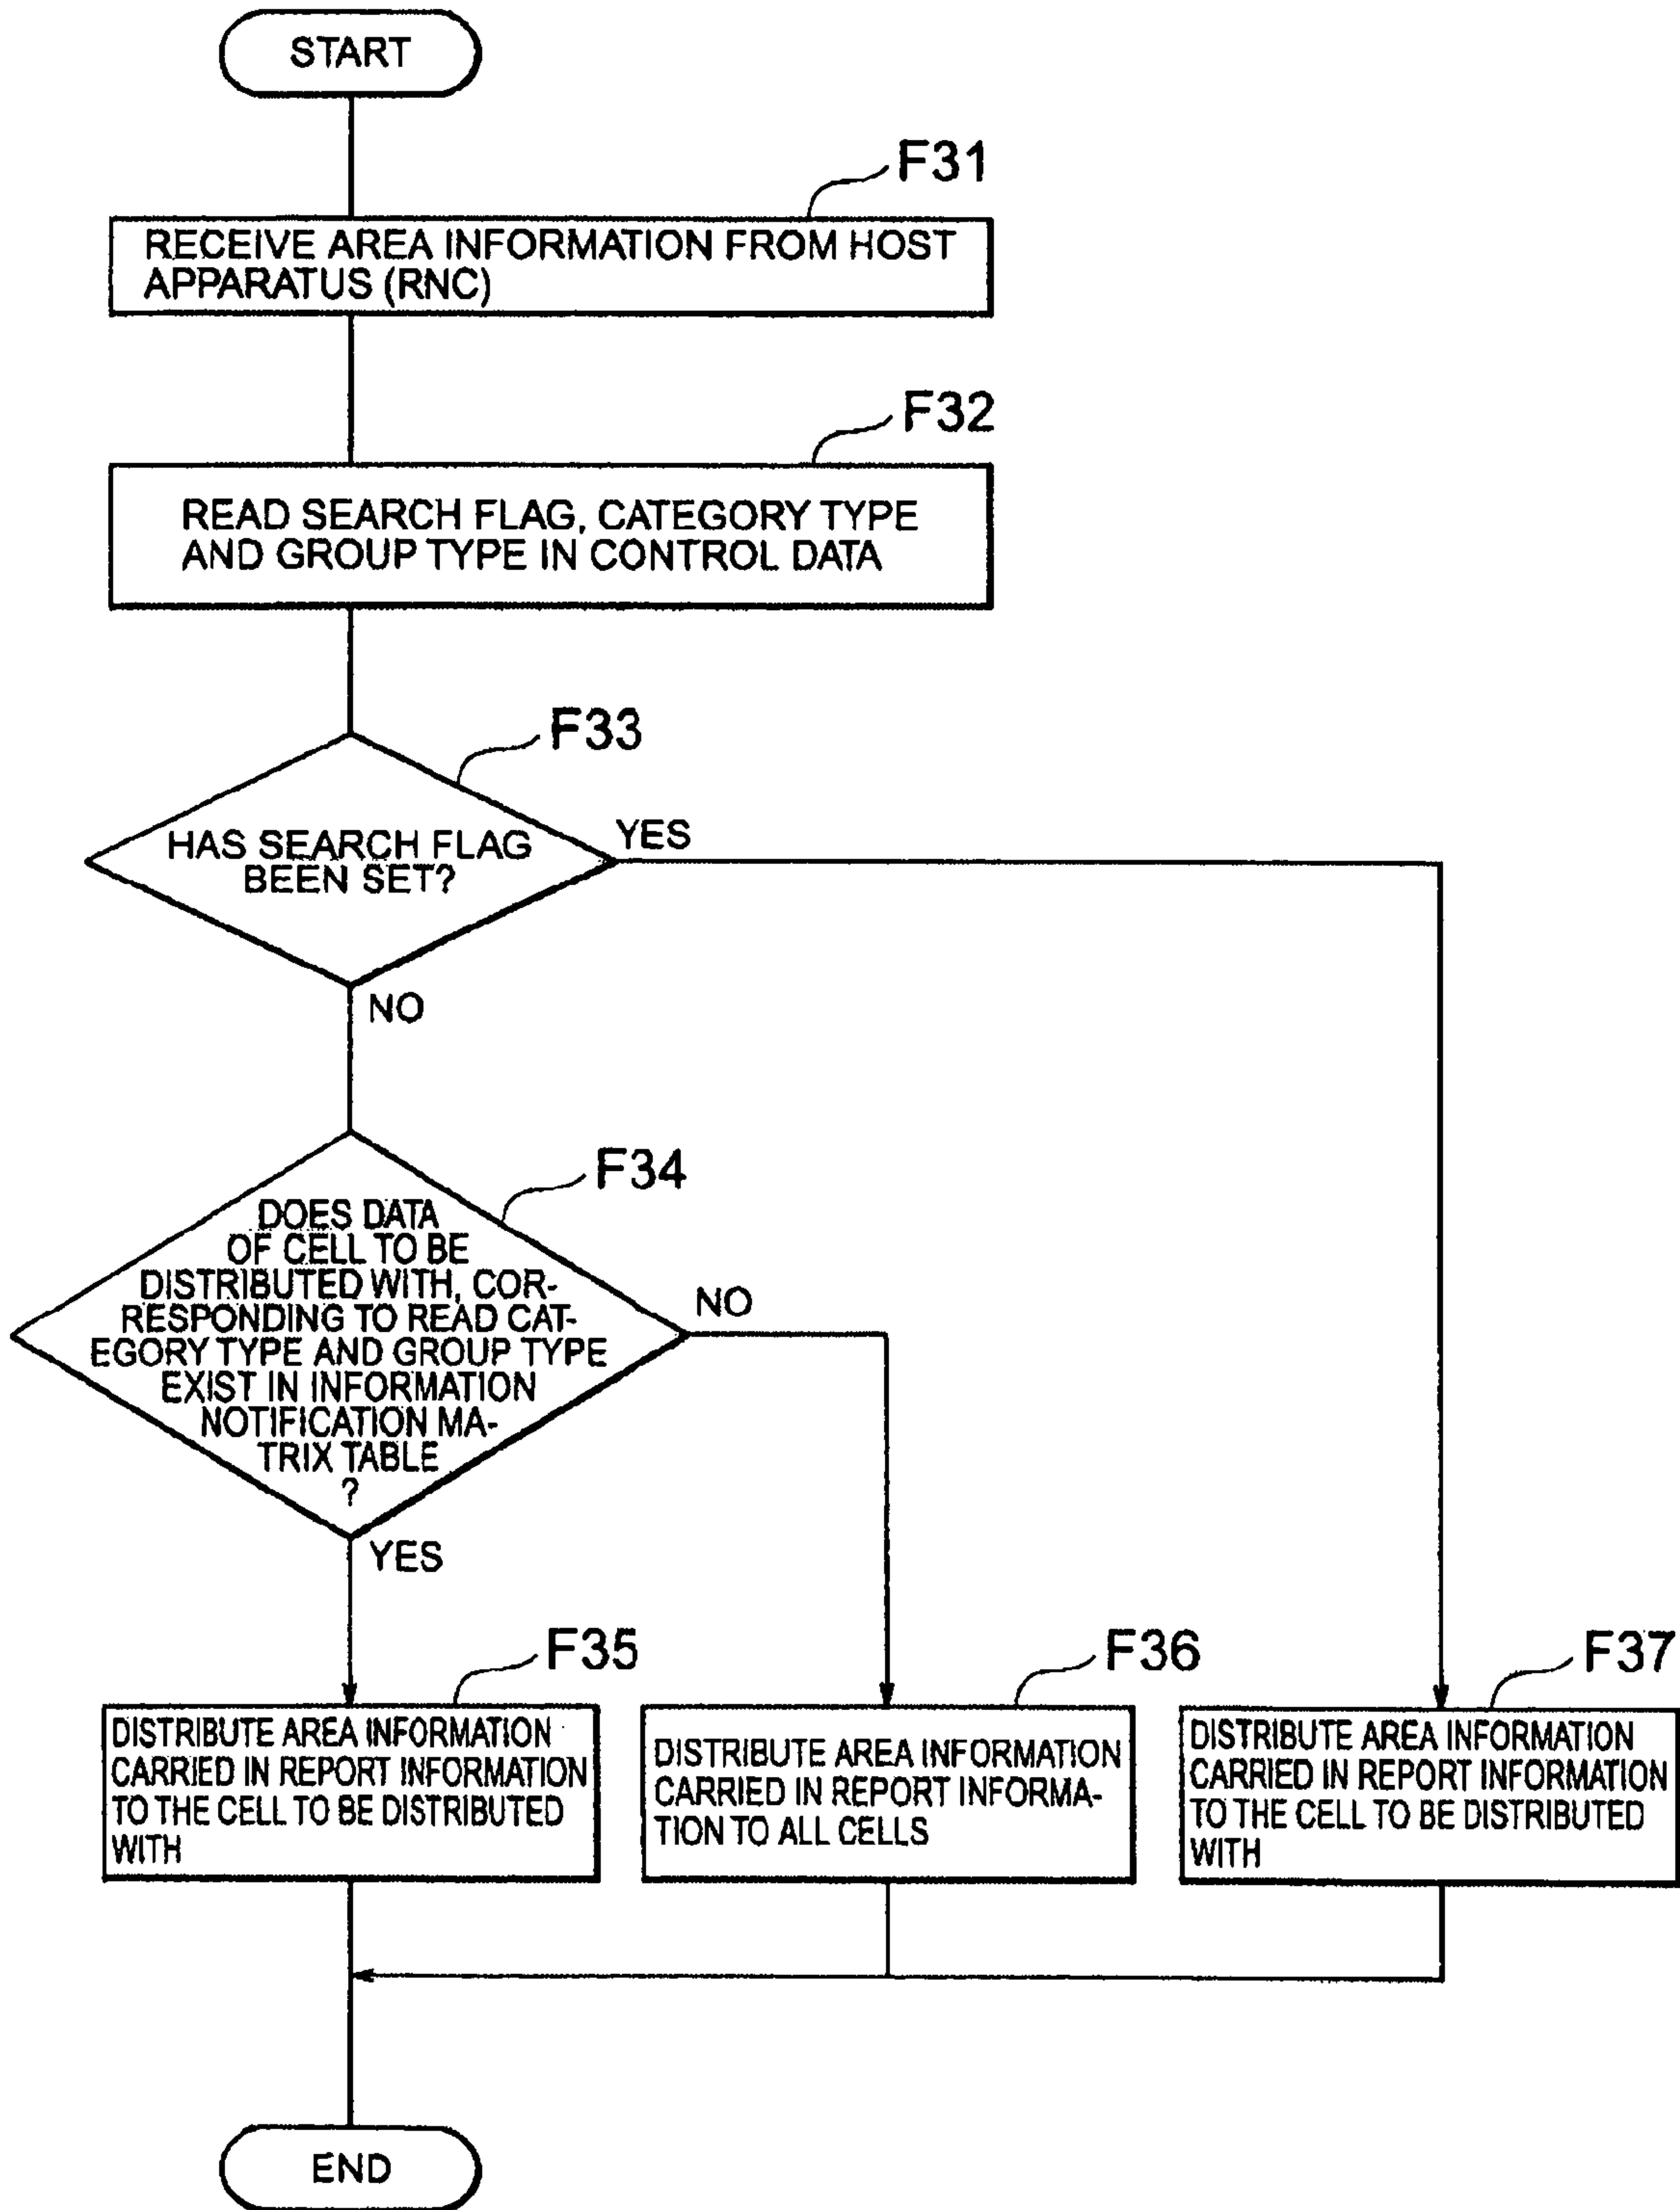 START
F31
RECEIVE AREA INFORMATION FROM HOST
APPARATUS (RNC)
F32
READ SEARCH FLAG, CATEGORY TYPE
AND GROUP TYPE IN CONTROL DATA
F33
HAS SEARCH FLAG
BEEN SET?
YES
NO
F34
DOES DATA
OF CELL TO BE
DISTRIBUTED WITH, COR-
RESPONDING TO READ CAT-
EGORY TYPE AND GROUP TYPE
EXIST IN INFORMATION
NOTIFICATION MA-
TRIX TABLE
?
NO
YES
F35
DISTRIBUTE AREA INFORMATION
CARRIED IN REPORT INFORMATION
TO THE CELL TO BE DISTRIBUTED
WITH
F36
DISTRIBUTE AREA INFORMATION
CARRIED IN REPORT INFORMA-
TION TO ALL CELLS
F37
DISTRIBUTE AREA INFORMATION
CARRIED IN REPORT INFORMATION
TO THE CELL TO BE DISTRIBUTED
WITH
END